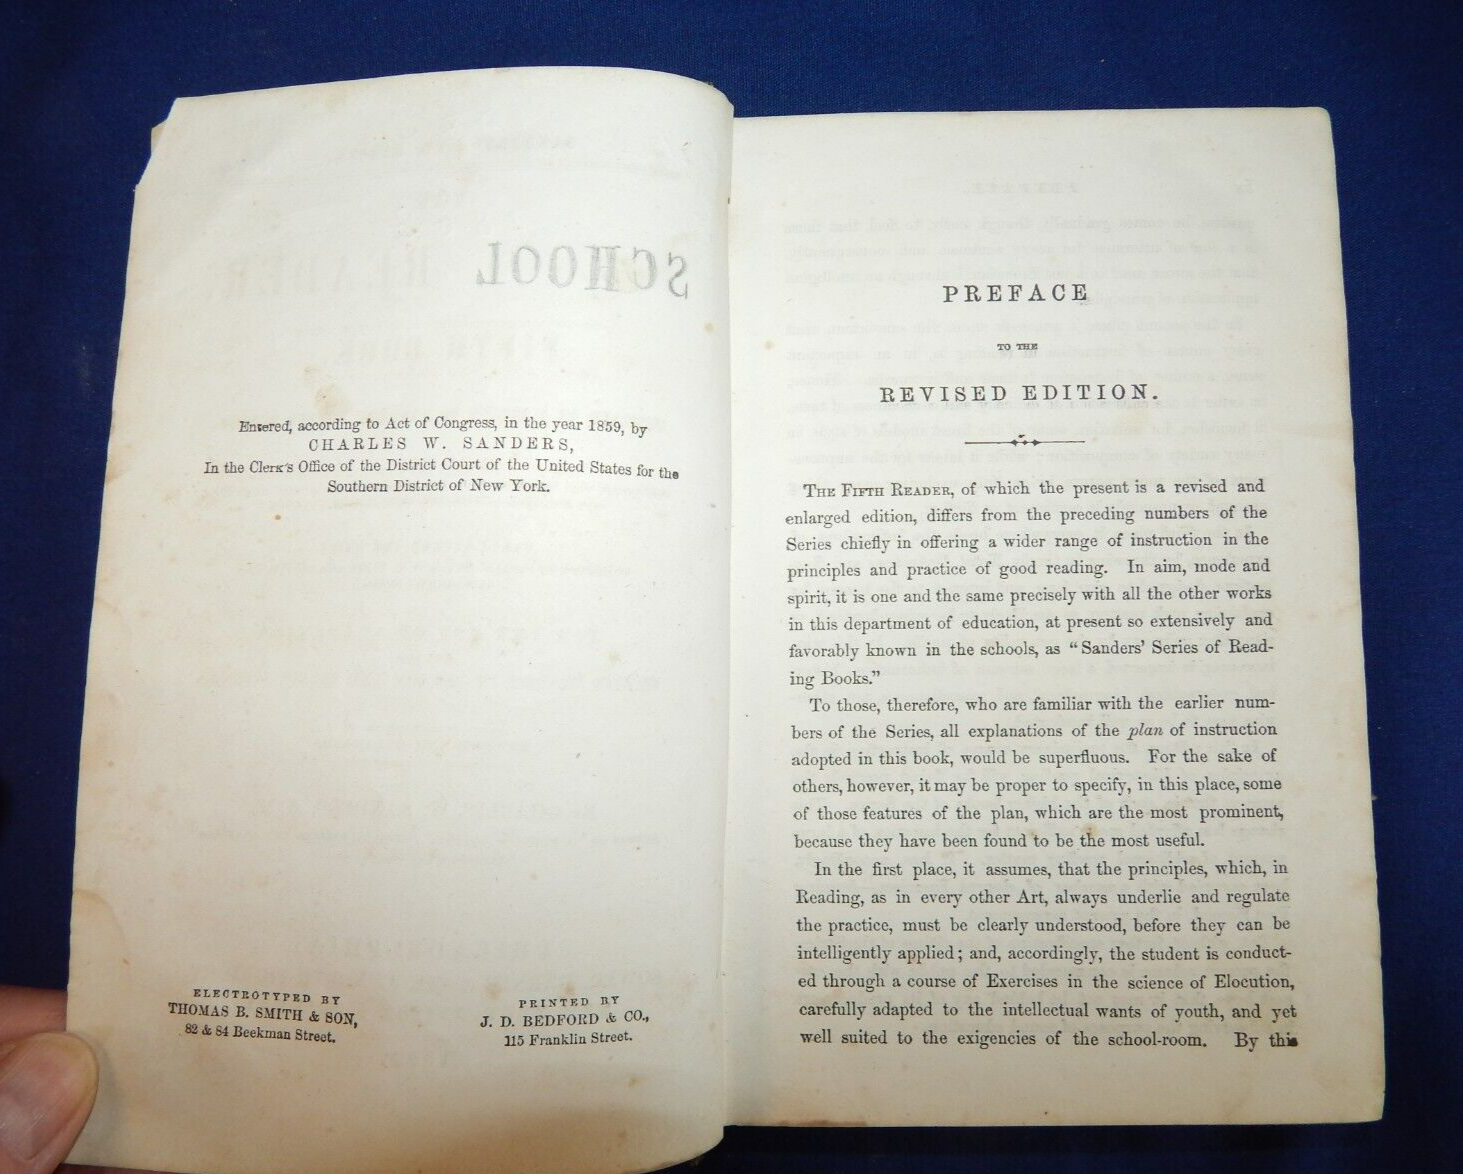 Entered, according to Act of Congress, in the year 1859, by
CHARLES W. SANDERS,
In the Clerk's Office of the District Court of the United States for the
Southern District of New York.
ELECTROTYPED BY
THOMAS B. SMITH & SON,
82 & 84 Beekman Street.
PRINTED BY
J. D. BEDFORD & CO.,
115 Franklin Street.
PREFACE
TO THE
REVISED EDITION.
THE FIFTH READER, of which the present is a revised and
enlarged edition, differs from the preceding numbers of the
Series chiefly in offering a wider range of instruction in the
principles and practice of good reading. In aim, mode and
spirit, it is one and the same precisely with all the other works
in this department of education, at present so extensively and
favorably known in the schools, as "Sanders' Series of Read-
ing Books."
To those, therefore, who are familiar with the earlier num-
bers of the Series, all explanations of the plan of instruction
adopted in this book, would be superfluous. For the sake of
others, however, it may be proper to specify, in this place, some
of those features of the plan, which are the most prominent,
because they have been found to be the most useful.
In the first place, it assumes, that the principles, which, in
Reading, as in every other Art, always underlie and regulate
the practice, must be clearly understood, before they can be
intelligently applied; and, accordingly, the student is conduct-
ed through a course of Exercises in the science of Elocution,
carefully adapted to the intellectual wants of youth, and yet
well suited to the exigencies of the school-room. By this
SCHOOL READER